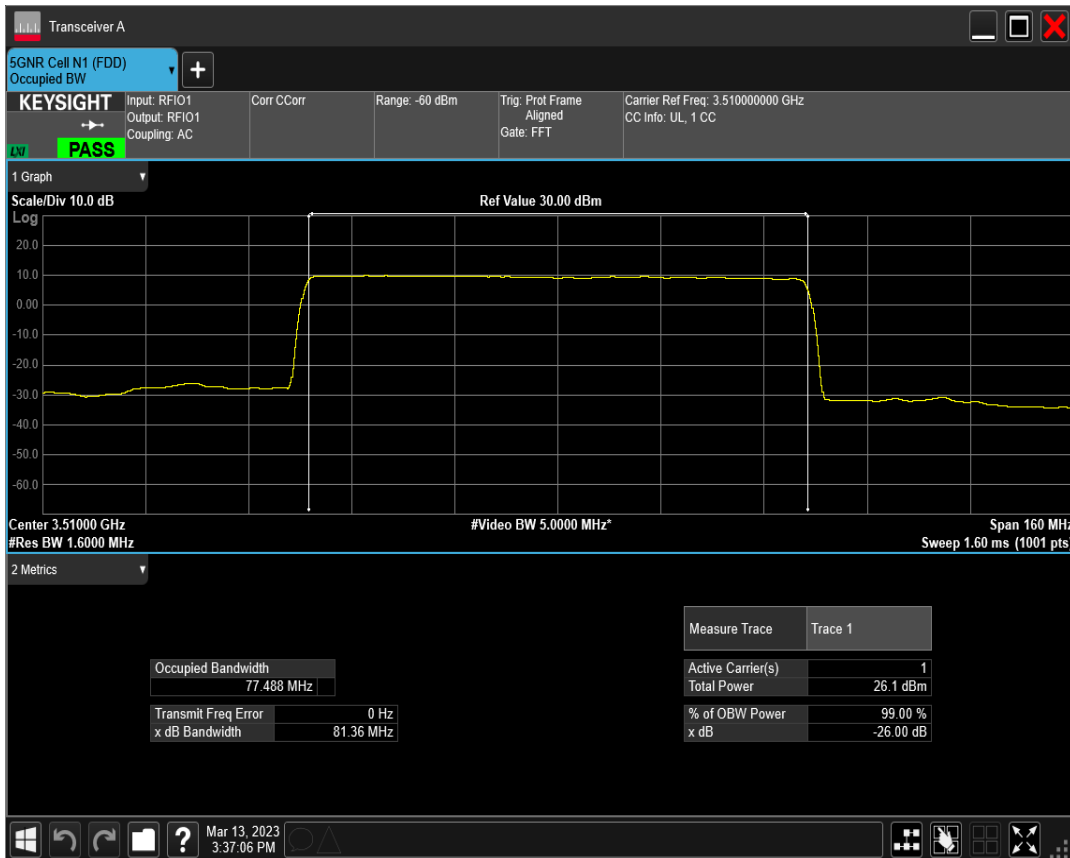 Transceiver A
5GNR Cell N1 (FDD)
Occupied BW
+
KEYSIGHT
LXI
PASS
Input: RFIO1
Output: RFIO1
Coupling: AC
Corr CCorr
Range: -60 dBm
Trig: Prot Frame
Aligned
Gate: FFT
Carrier Ref Freq: 3.510000000 GHz
CC Info: UL, 1 CC
1 Graph
Scale/Div 10.0 dB
Ref Value 30.00 dBm
Log
20.0
10.0
0.00
-10.0
-20.0
-30.0
-40.0
-50.0
-60.0
Center 3.51000 GHz
#Video BW 5.0000 MHz*
Span 160 MHz
#Res BW 1.6000 MHz
Sweep 1.60 ms (1001 pts)
2 Metrics
Measure Trace Trace 1
Occupied Bandwidth
77.488 MHz
Active Carrier(s) 1
Total Power 26.1 dBm
Transmit Freq Error 0 Hz
x dB Bandwidth 81.36 MHz
% of OBW Power 99.00 %
x dB -26.00 dB
?
Mar 13, 2023
3:37:06 PM